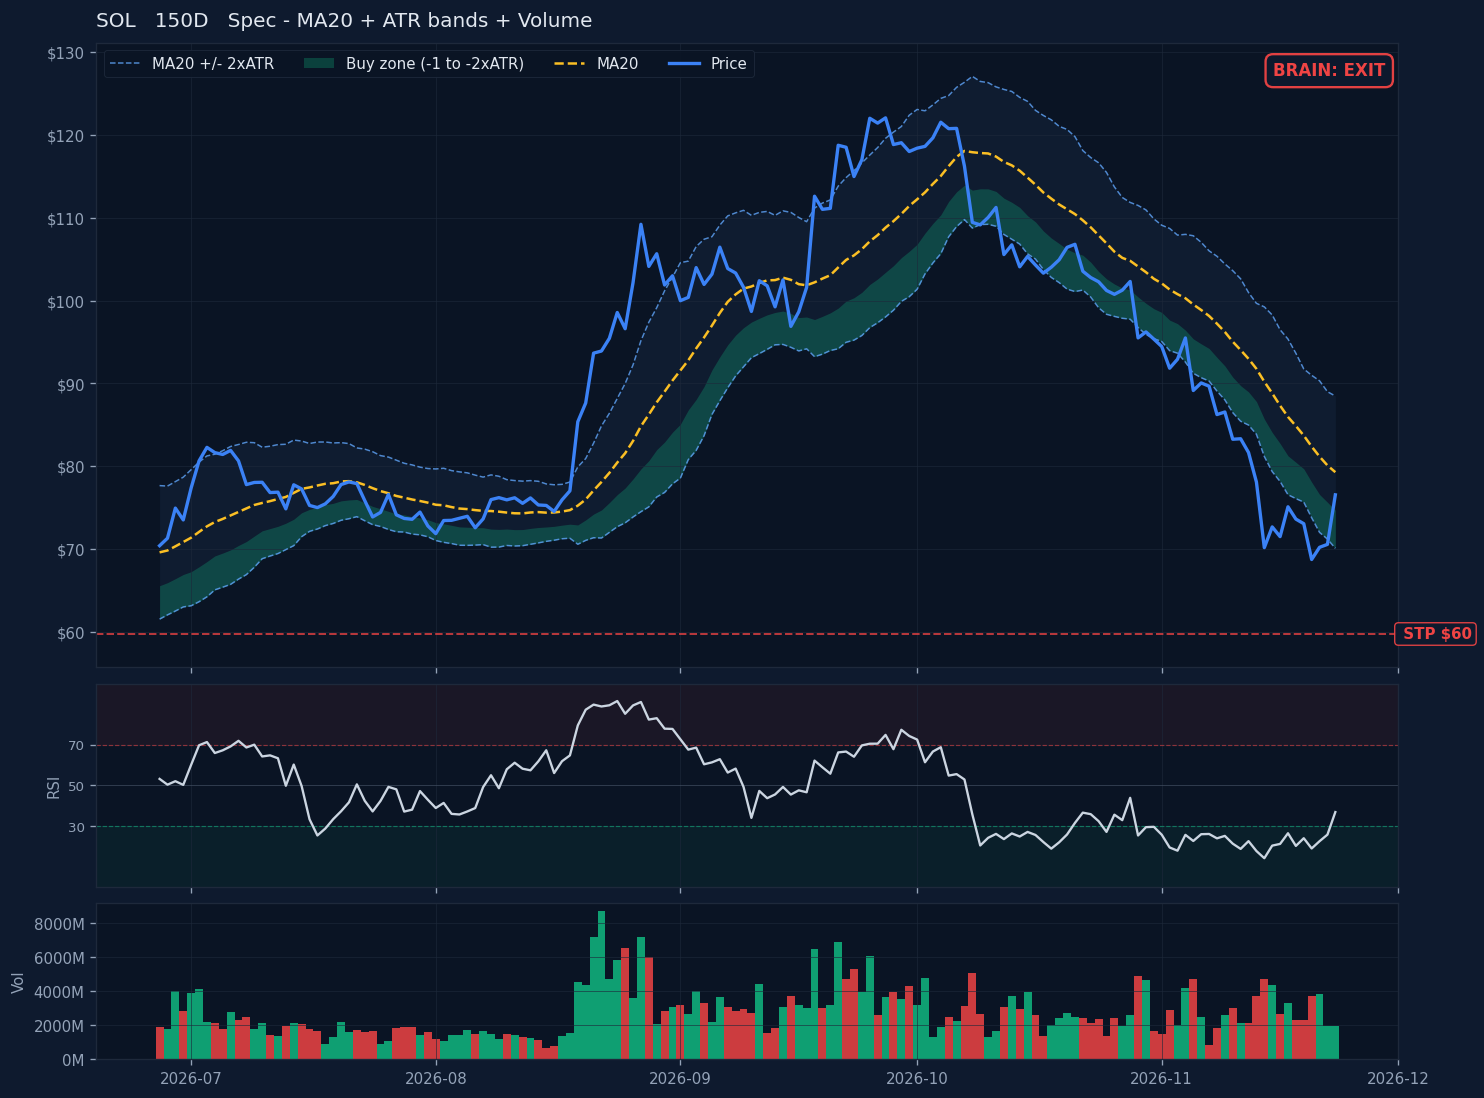 SOL   150D   Spec - MA20 + ATR bands + Volume
MA20 +/- 2xATR
Buy zone (-1 to -2xATR)
MA20
Price
BRAIN: EXIT
$130
$120
$110
$100
$90
$80
$70
$60
STP $60
RSI
70
50
30
Vol
8000M
6000M
4000M
2000M
0M
2026-07
2026-08
2026-09
2026-10
2026-11
2026-12